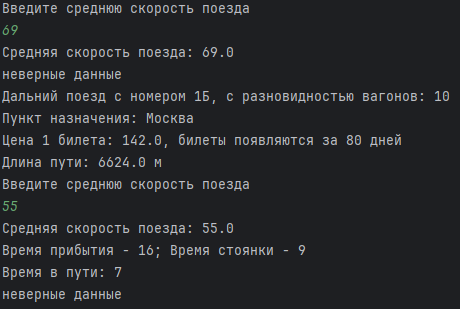 Введите среднюю скорость поезда
69
Средняя скорость поезда: 69.0
неверные данные
Дальний поезд с номером 1Б, с разновидностью вагонов: 10
Пункт назначения: Москва
Цена 1 билета: 142.0, билеты появляются за 80 дней
Длина пути: 6624.0 м
Введите среднюю скорость поезда
55
Средняя скорость поезда: 55.0
Время прибытия - 16; Время стоянки - 9
Время в пути: 7
неверные данные